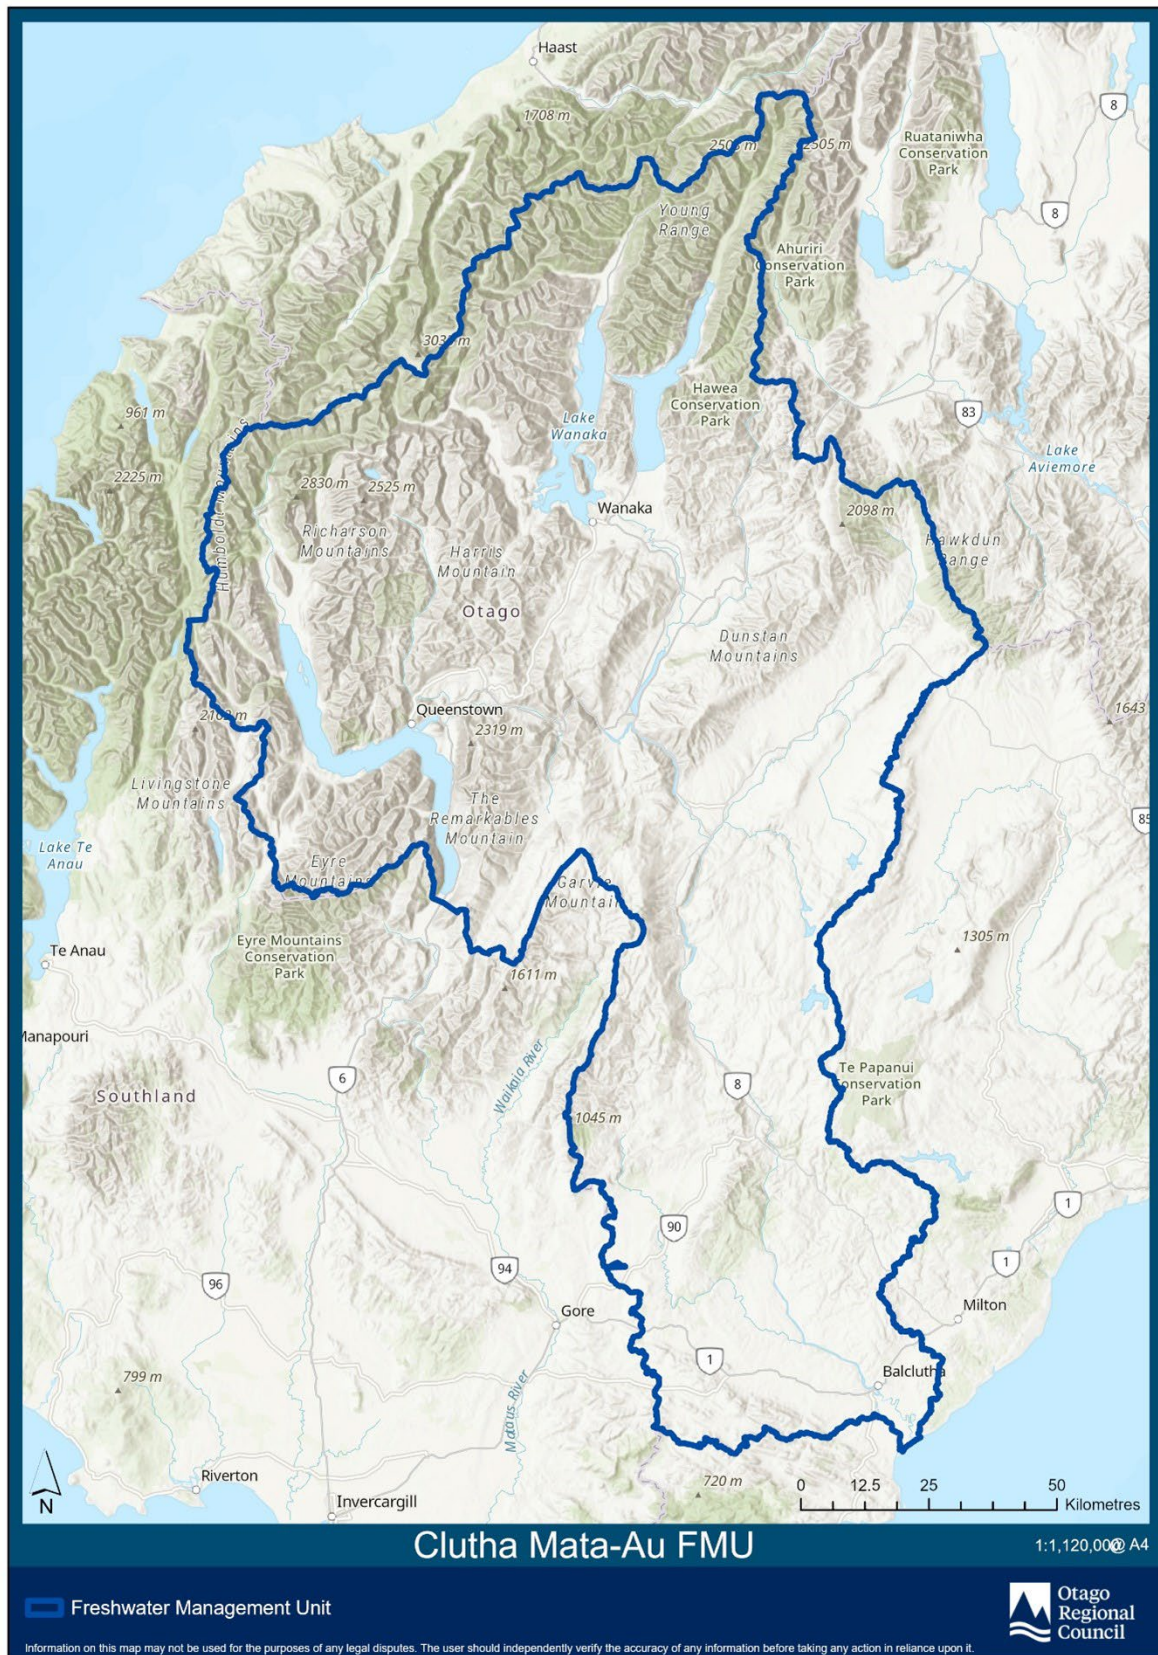 Haast
8
1708 m
Ruataniwha
Conservation
Park
2505 m
8
Young
Range
Ahuriri
Conservation
Park
3033 m
Hawea
Conservation
Park
83
961 m
Lake
Wanaka
Lake
Aviemore
2225 m
2830 m
2525 m
Wanaka
2098 m
Humboldt Mountains
Richarson
Mountains
Harris
Mountain
Hawkdun
Range
Otago
Dunstan
Mountains
Queenstown
1643
2319 m
Livingstone
Mountains
The
Remarkables
Mountain
85
Lake Te
Anau
Eyre
Mountains
Garvie
Mountain
Te Anau
Eyre Mountains
Conservation
Park
1305 m
1611 m
Manapouri
6
Waikaia River
8
Te Papanui
Conservation
Park
Southland
1045 m
1
90
94
1
96
Gore
Milton
1
Balclutha
799 m
Mataus River
Riverton
720 m
0 12.5 25 50
Kilometres
N
Invercargill
Clutha Mata-Au FMU
1:1,120,000@ A4
Freshwater Management Unit
Otago
Regional
Council
Information on this map may not be used for the purposes of any legal disputes. The user should independently verify the accuracy of any information before taking any action in reliance upon it.